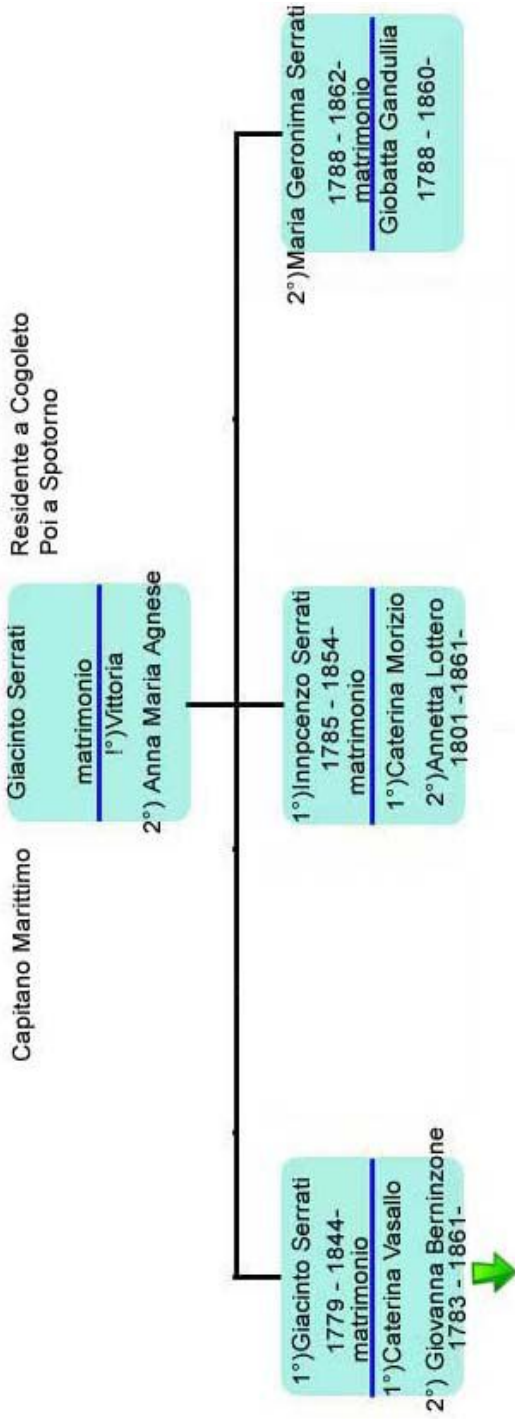 Capitano Marittimo
Giacinto Serrati
matrimonio
!°)Vittoria
2°) Anna Maria Agnese
Residente a Cogoleto
Poi a Spotorno
1°)Giacinto Serrati
1779 - 1844-
matrimonio
1°)Caterina Vasallo
2°) Giovanna Berninzone
1783 - 1861-
1°)Innpcenzo Serrati
1785 - 1854-
matrimonio
1°)Caterina Morizio
2°)Annetta Lottero
1801 -1861-
2°)Maria Geronima Serrati
1788 - 1862-
matrimonio
Giobatta Gandullia
1788 - 1860-